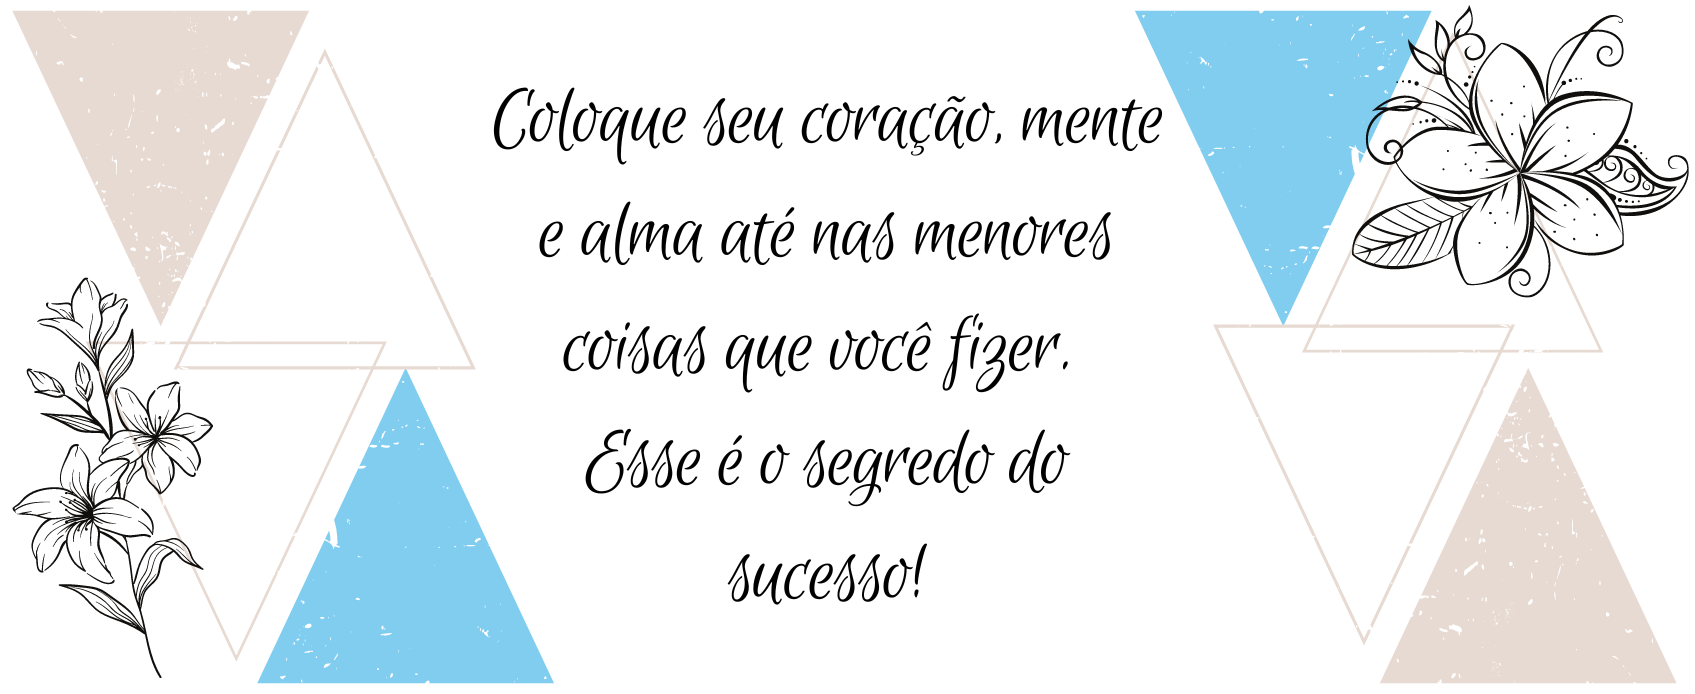 Coloque seu coração, mente
e alma até nas menores
coisas que você fizer.
Esse é o segredo do
sucesso!